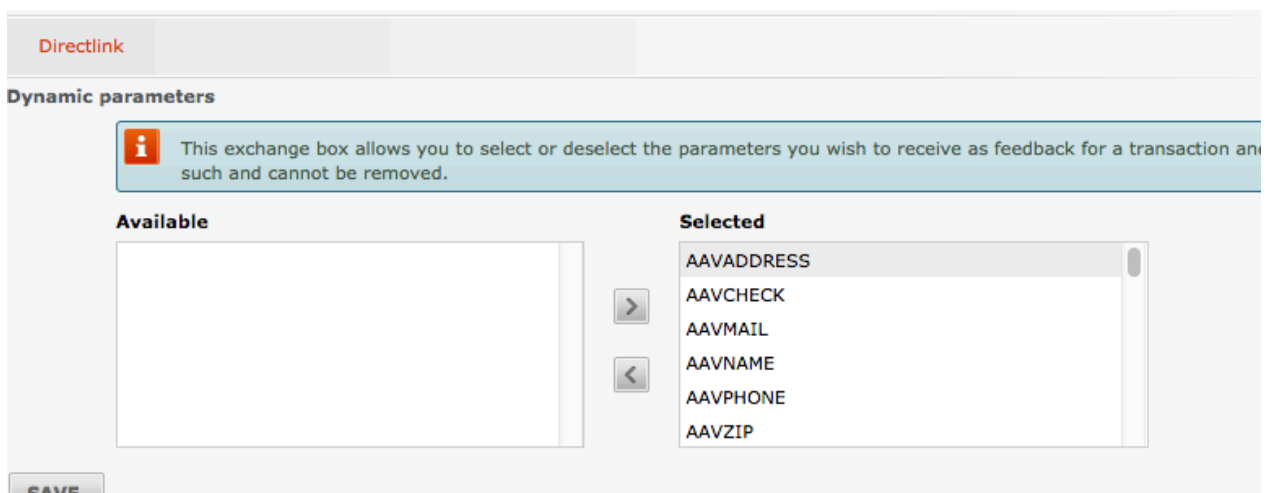 Directlink
Dynamic parameters
This exchange box allows you to select or deselect the parameters you wish to receive as feedback for a transaction and
such and cannot be removed.
Available
Selected
AAVADDRESS
AAVCHECK
AAVMAIL
AAVNAME
AAVPHONE
AAVZIP
SAVE